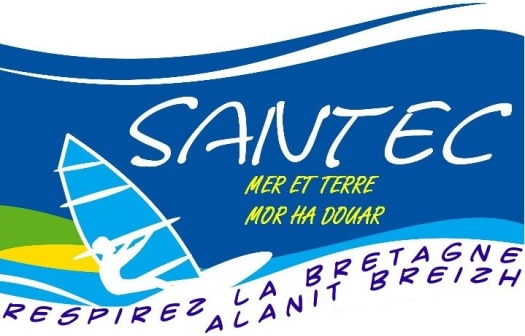 SANTEC
MER ET TERRE
MOR HA DOUAR
RESPIREZ LA BRETAGNE
ALANIT BREIZH